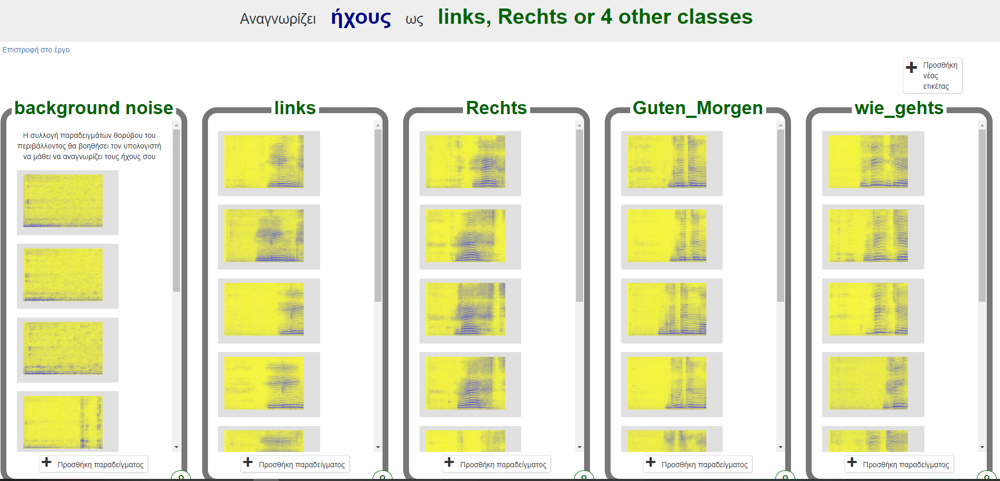 Αναγνωρίζει ήχους ως links, Rechts or 4 other classes
Επιστροφή στο έργο
Προσθήκη
νέας
ετικέτας
background noise
links
Rechts
Guten_Morgen
wie_gehts
Η συλλογή παραδειγμάτων θορύβου του
περιβάλλοντος θα βοηθήσει τον υπολογιστή
να μάθει να αναγνωρίζει τους ήχους σου
Προσθήκη παραδείγματος
Προσθήκη παραδείγματος
Προσθήκη παραδείγματος
Προσθήκη παραδείγματος
Προσθήκη παραδείγματος